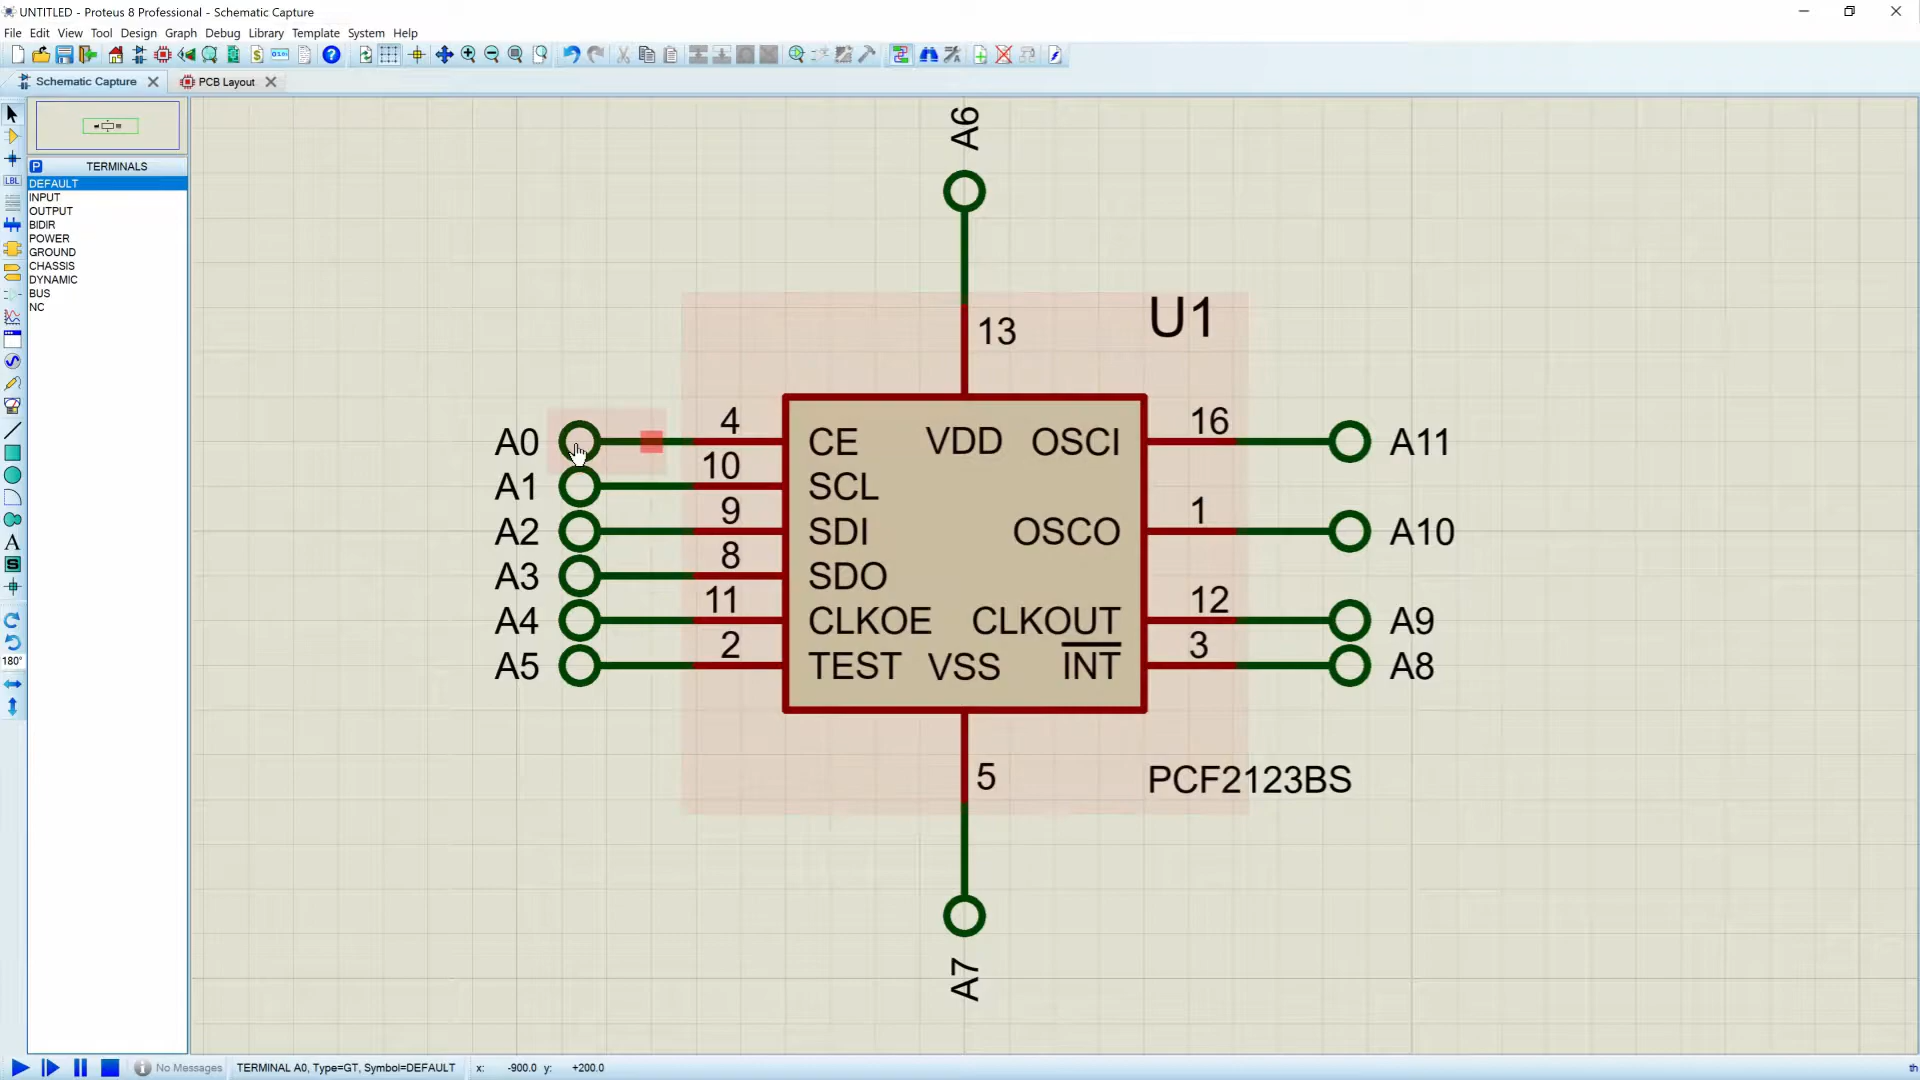 UNTITLED - Proteus 8 Professional - Schematic Capture
File Edit View Tool Design Graph Debug Library Template System Help
Schematic Capture
PCB Layout
P TERMINALS
DEFAULT
INPUT
OUTPUT
BIDIR
POWER
GROUND
CHASSIS
DYNAMIC
BUS
NC
LBL
A
S
180°
A6
13
U1
A0 4 CE VDD OSCI 16 A11
A1 10 SCL
A2 9 SDI OSCO 1 A10
A3 8 SDO
A4 11 CLKOE CLKOUT 12 A9
A5 2 TEST VSS INT 3 A8
5
PCF2123BS
A7
No Messages TERMINAL A0, Type=GT, Symbol=DEFAULT x: -900.0 y: +200.0 th